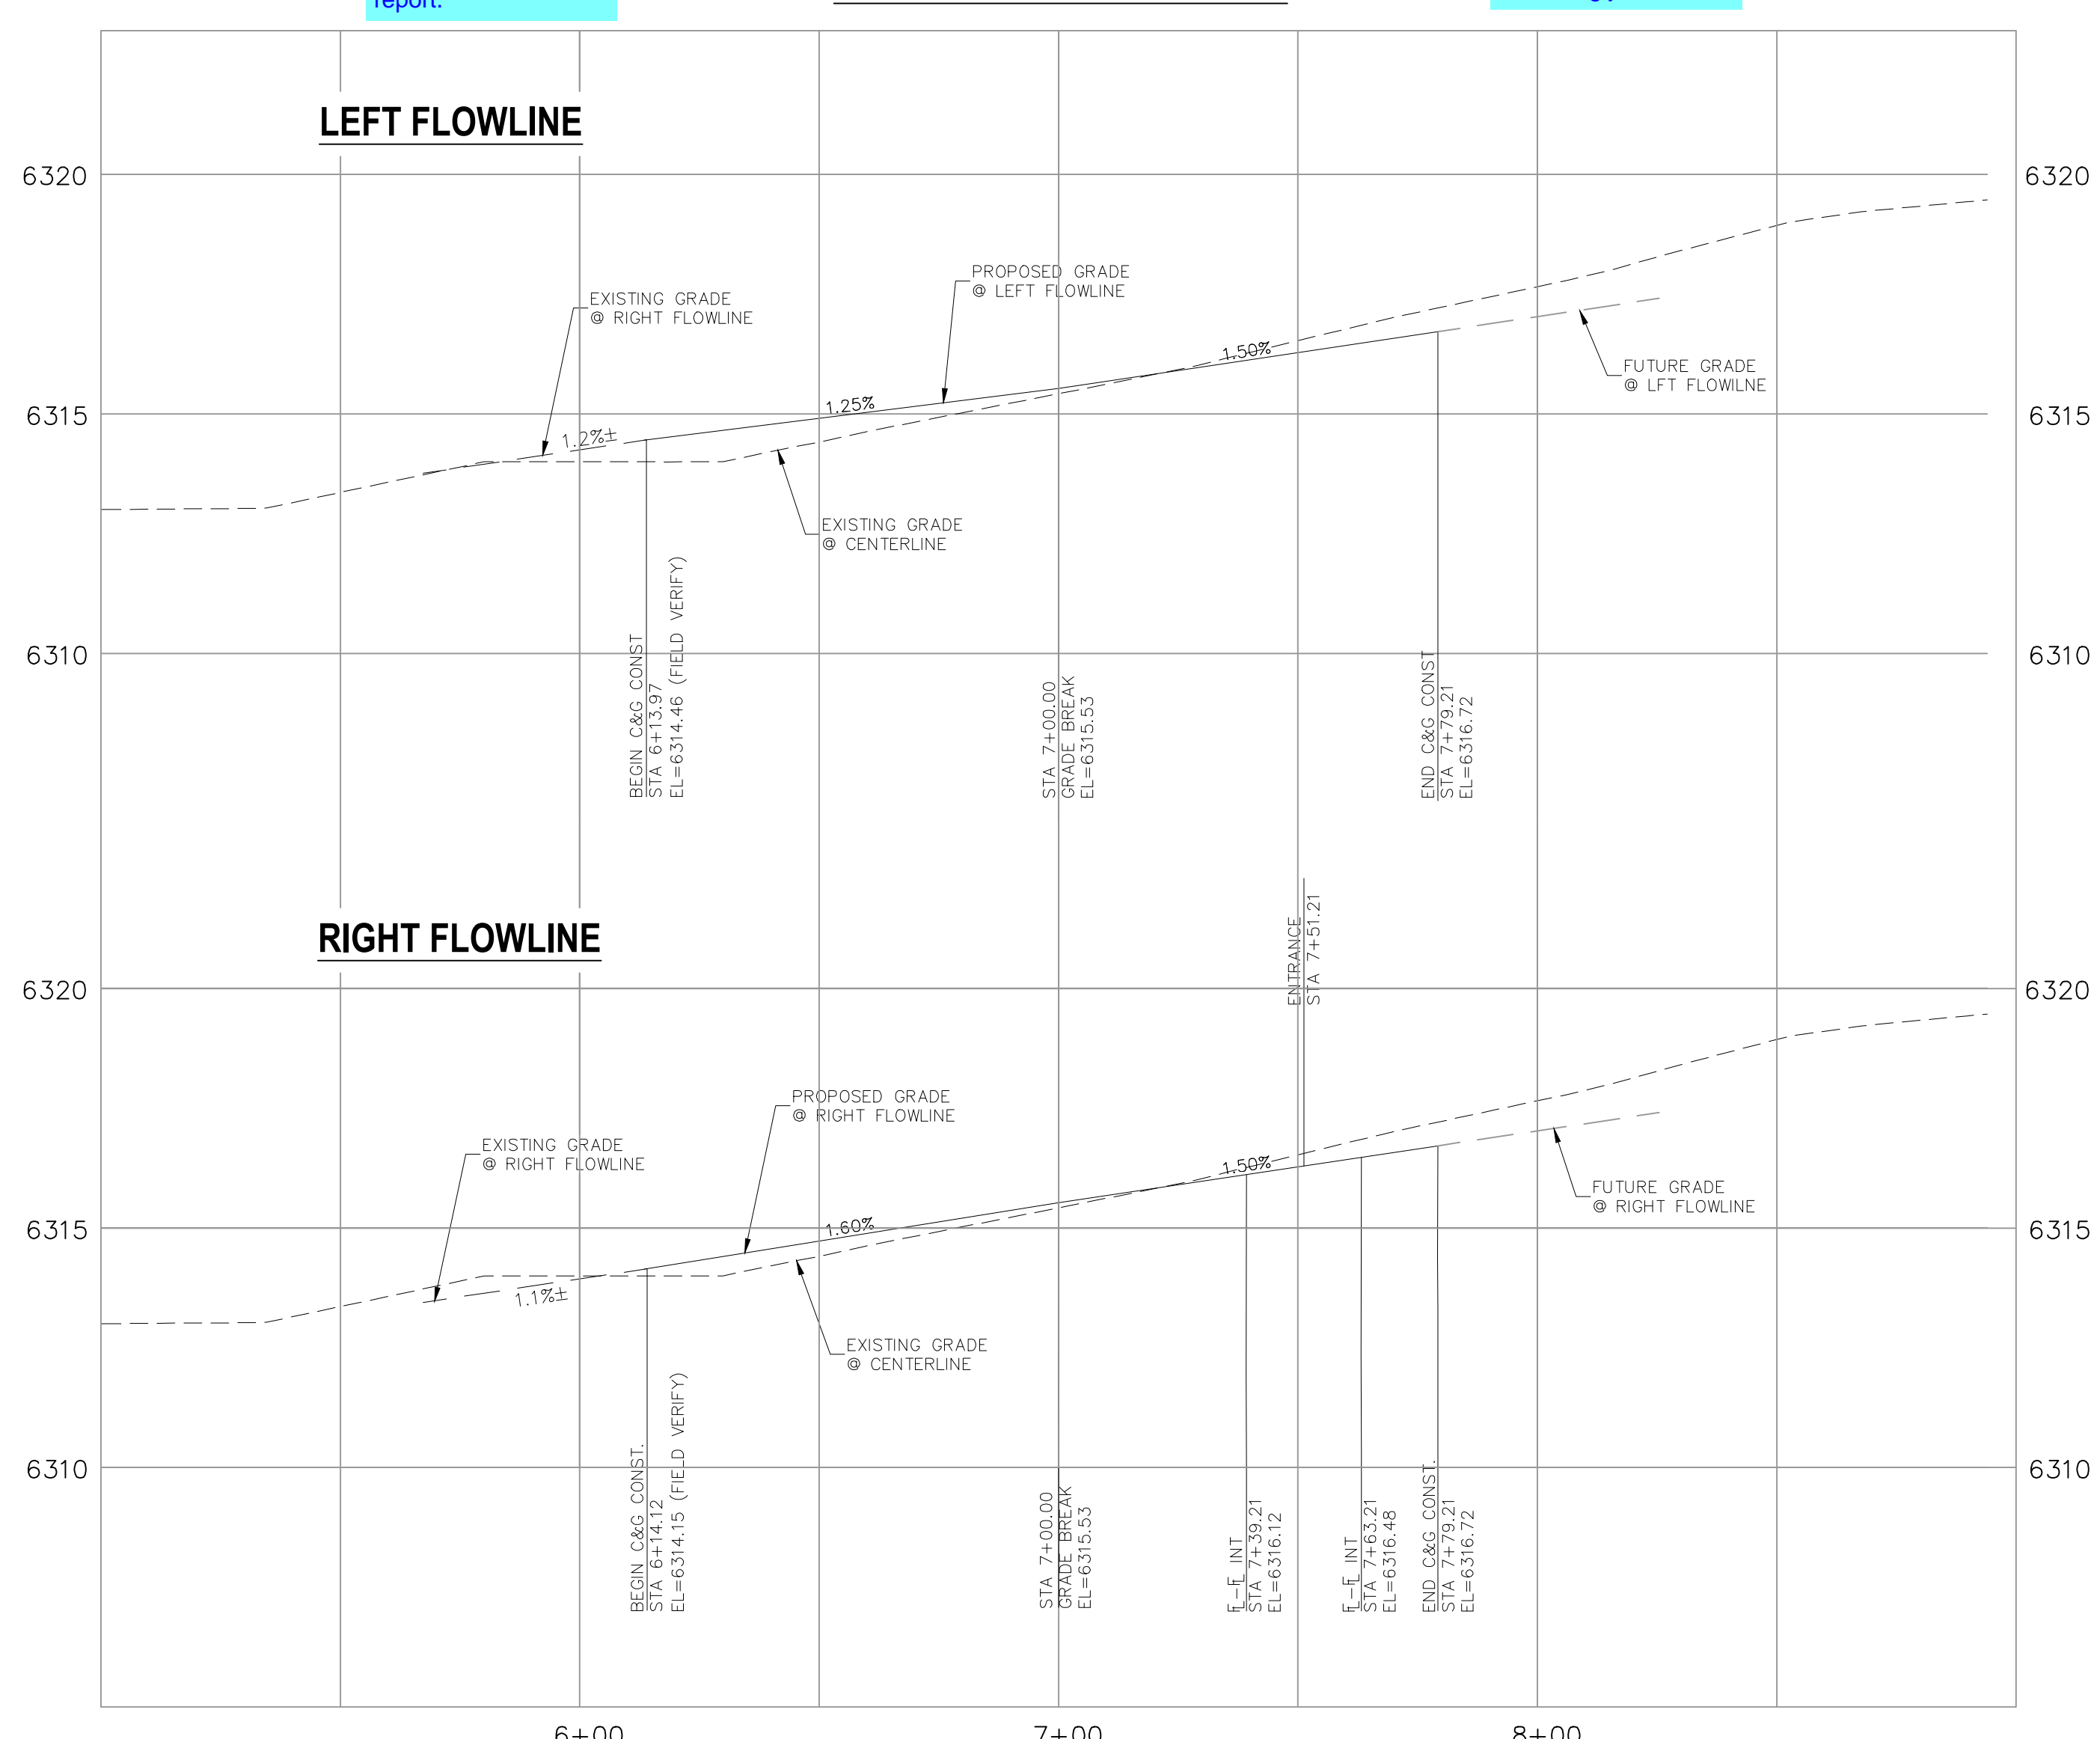 report.
LEFT FLOWLINE
6320
6320
PROPOSED GRADE
@ LEFT FLOWLINE
EXISTING GRADE
@ RIGHT FLOWLINE
1.50%
FUTURE GRADE
@ LFT FLOWILNE
1.25%
6315
6315
1.2%±
EXISTING GRADE
@ CENTERLINE
6310
6310
BEGIN C&G CONST
STA 6+13.97
EL=6314.46 (FIELD VERIFY)
STA 7+00.00
GRADE BREAK
EL=6315.53
END C&G CONST
STA 7+79.21
EL=6316.72
RIGHT FLOWLINE
ENTRANCE
STA 7+51.21
6320
6320
PROPOSED GRADE
@ RIGHT FLOWLINE
EXISTING GRADE
@ RIGHT FLOWLINE
1.50%
FUTURE GRADE
@ RIGHT FLOWLINE
1.60%
6315
6315
1.1%±
EXISTING GRADE
@ CENTERLINE
6310
6310
BEGIN C&G CONST.
STA 6+14.12
EL=6314.15 (FIELD VERIFY)
STA 7+00.00
GRADE BREAK
EL=6315.53
FL-FL INT
STA 7+39.21
EL=6316.12
FL-FL INT
STA 7+63.21
EL=6316.48
END C&G CONST.
STA 7+79.21
EL=6316.72
6+00
7+00
8+00